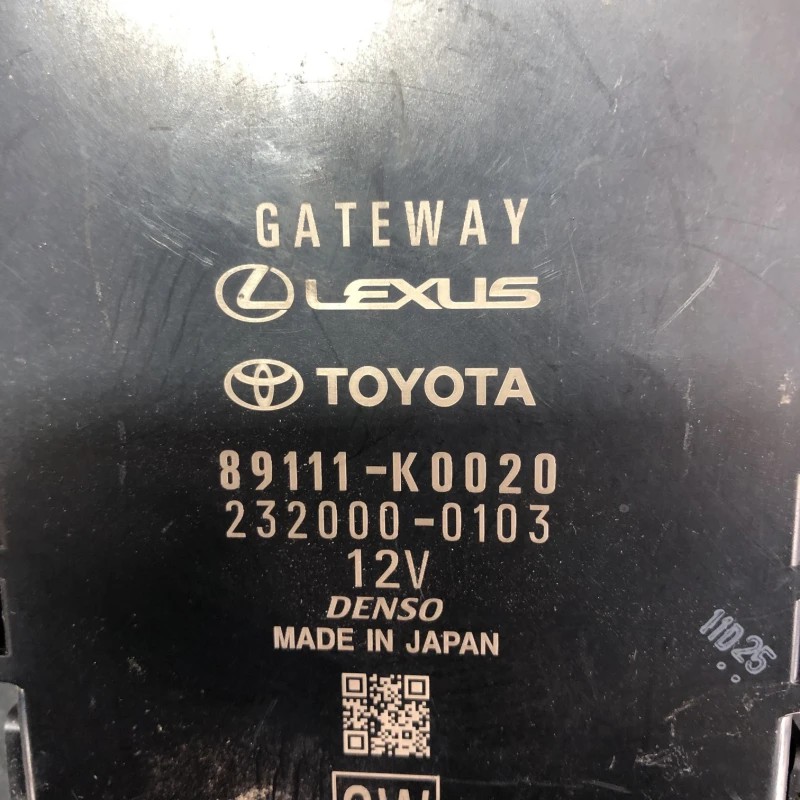 GATEWAY
LEXUS
TOYOTA
89111-K0020
232000-0103
12V
DENSO
MADE IN JAPAN
11D25